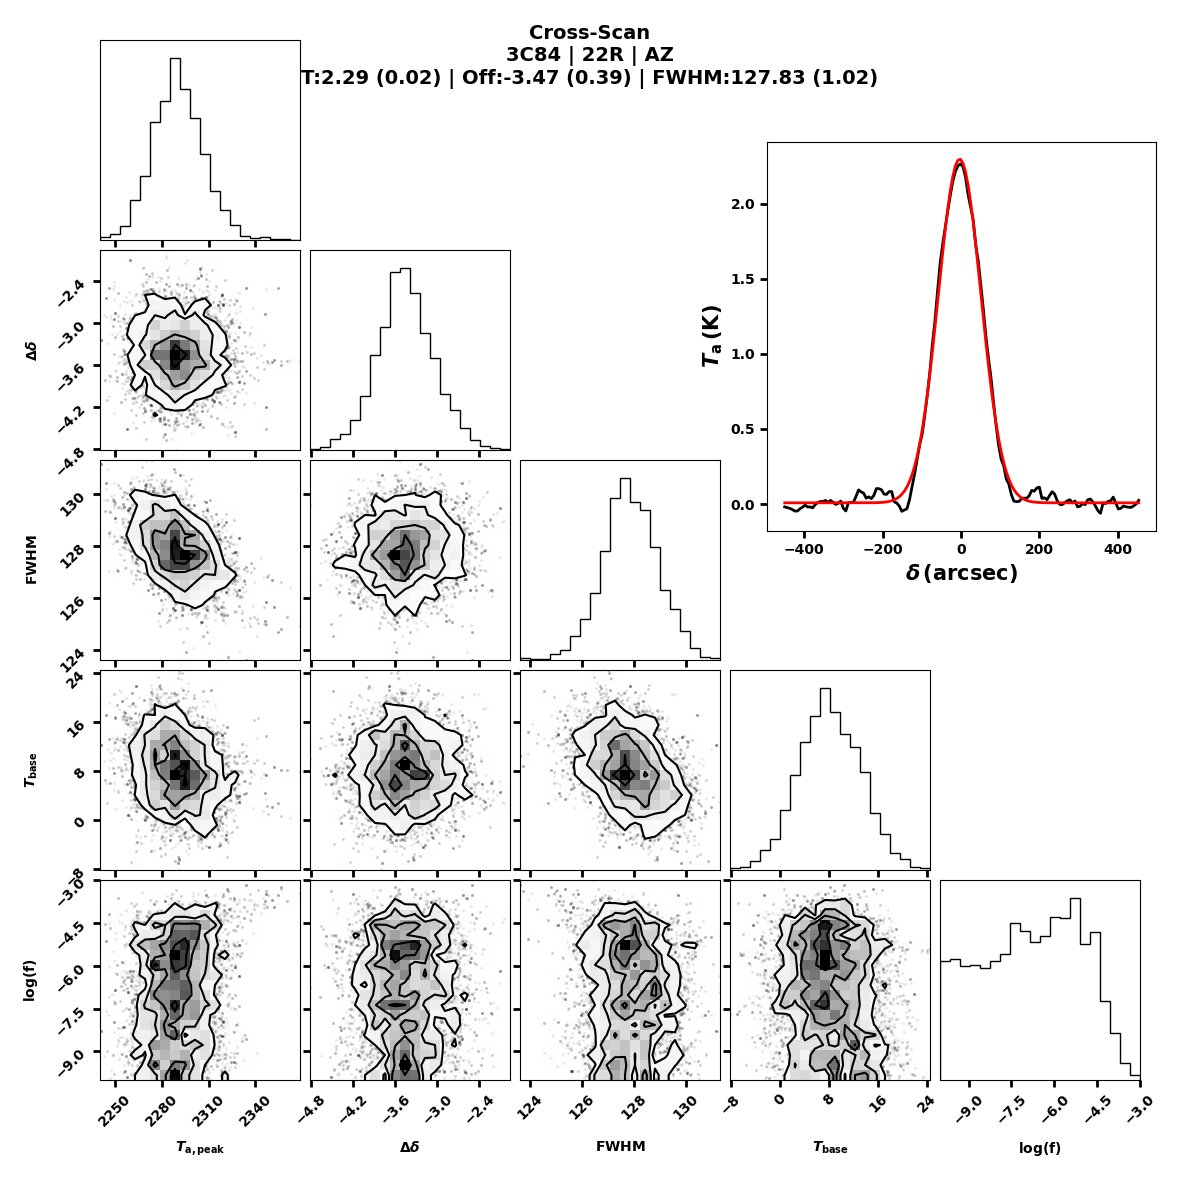 Cross-Scan
3C84 | 22R | AZ
T:2.29 (0.02) | Off:-3.47 (0.39) | FWHM:127.83 (1.02)
2.0
1.5
1.0
0.5
0.0
Tₐ (K)
−400 −200 0 200 400
δ (arcsec)
−2.4
−3.0
−3.6
−4.2
−4.8
Δδ
130
128
126
124
FWHM
24
16
8
0
−8
T_base
−3.0
−4.5
−6.0
−7.5
−9.0
log(f)
2250 2280 2310 2340
−4.8 −4.2 −3.6 −3.0 −2.4
124 126 128 130
−8 0 8 16 24
−9.0 −7.5 −6.0 −4.5 −3.0
T_a,peak Δδ FWHM T_base log(f)